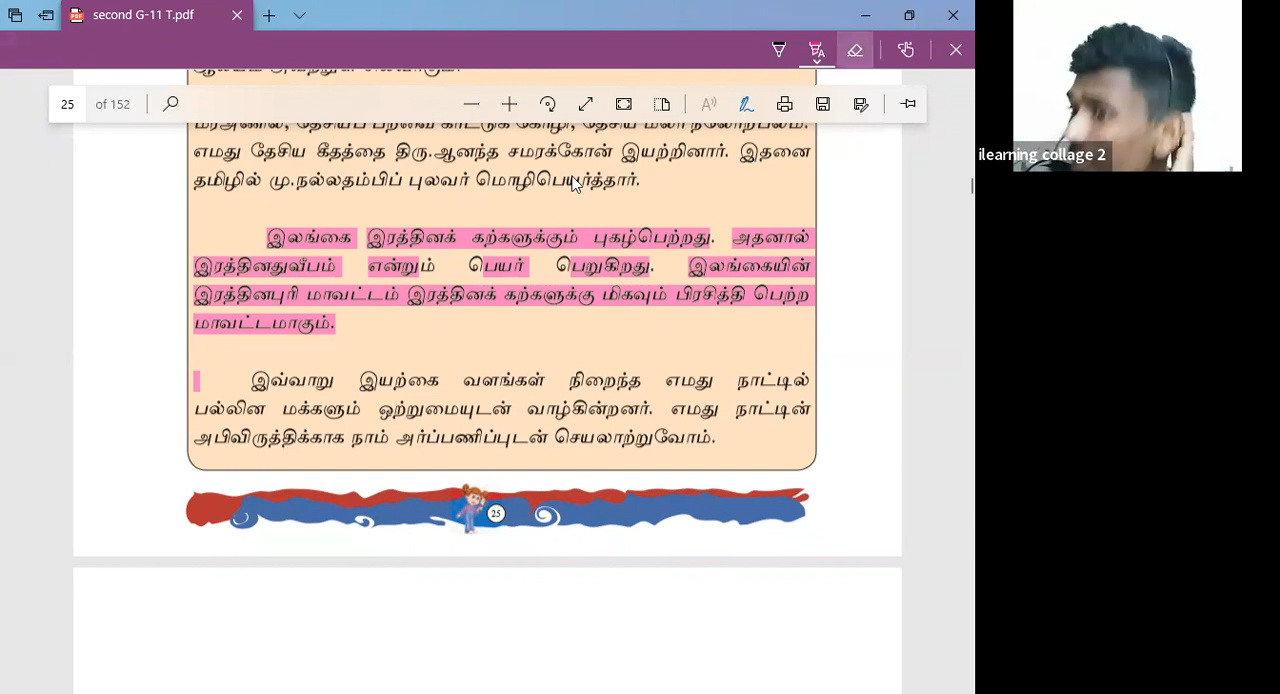 second G-11 T.pdf
25 of 152
தமிழில் மு.நல்லதம்பிப் புலவர் மொழிபெயர்த்தார்.
எமது தேசிய கீதத்தை திரு.ஆனந்த சமரக்கோன் இயற்றினார். இதனை
இலங்கை இரத்தினக் கற்களுக்கும் புகழ்பெற்றது. அதனால்
இரத்தினதுவீபம் என்றும் பெயர் பெறுகிறது. இலங்கையின்
இரத்தினபுரி மாவட்டம் இரத்தினக் கற்களுக்கு மிகவும் பிரசித்தி பெற்ற
மாவட்டமாகும்.
இவ்வாறு இயற்கை வளங்கள் நிறைந்த எமது நாட்டில்
பல்லின மக்களும் ஒற்றுமையுடன் வாழ்கின்றனர். எமது நாட்டின்
அபிவிருத்திக்காக நாம் அர்ப்பணிப்புடன் செயலாற்றுவோம்.
25
ilearning collage 2